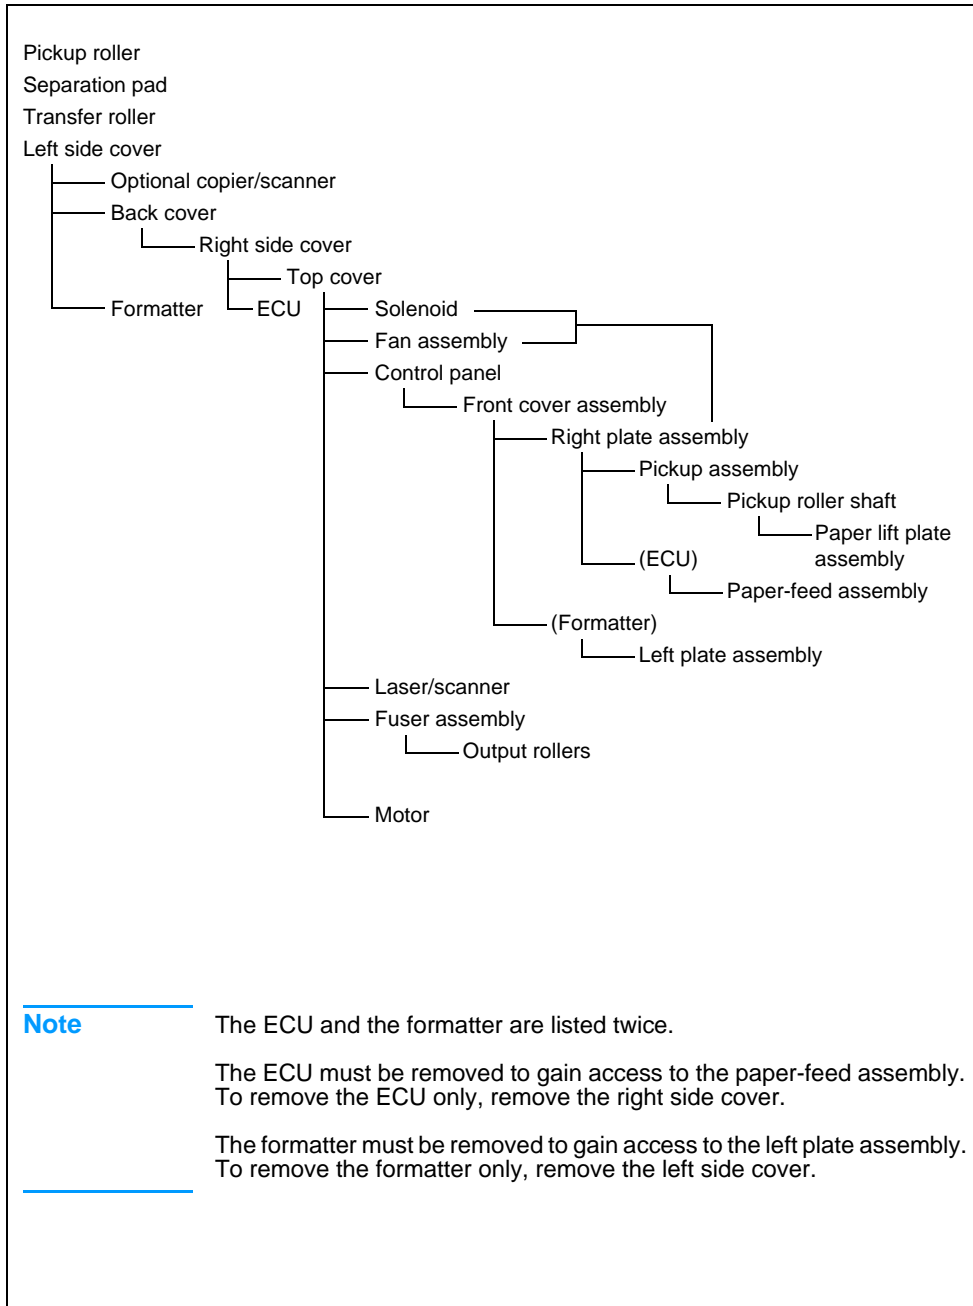 Pickup roller
Separation pad
Transfer roller
Left side cover
Optional copier/scanner
Back cover
Right side cover
Top cover
Formatter
ECU
Solenoid
Fan assembly
Control panel
Front cover assembly
Right plate assembly
Pickup assembly
Pickup roller shaft
Paper lift plate
assembly
(ECU)
Paper-feed assembly
(Formatter)
Left plate assembly
Laser/scanner
Fuser assembly
Output rollers
Motor
Note
The ECU and the formatter are listed twice.
The ECU must be removed to gain access to the paper-feed assembly.
To remove the ECU only, remove the right side cover.
The formatter must be removed to gain access to the left plate assembly.
To remove the formatter only, remove the left side cover.